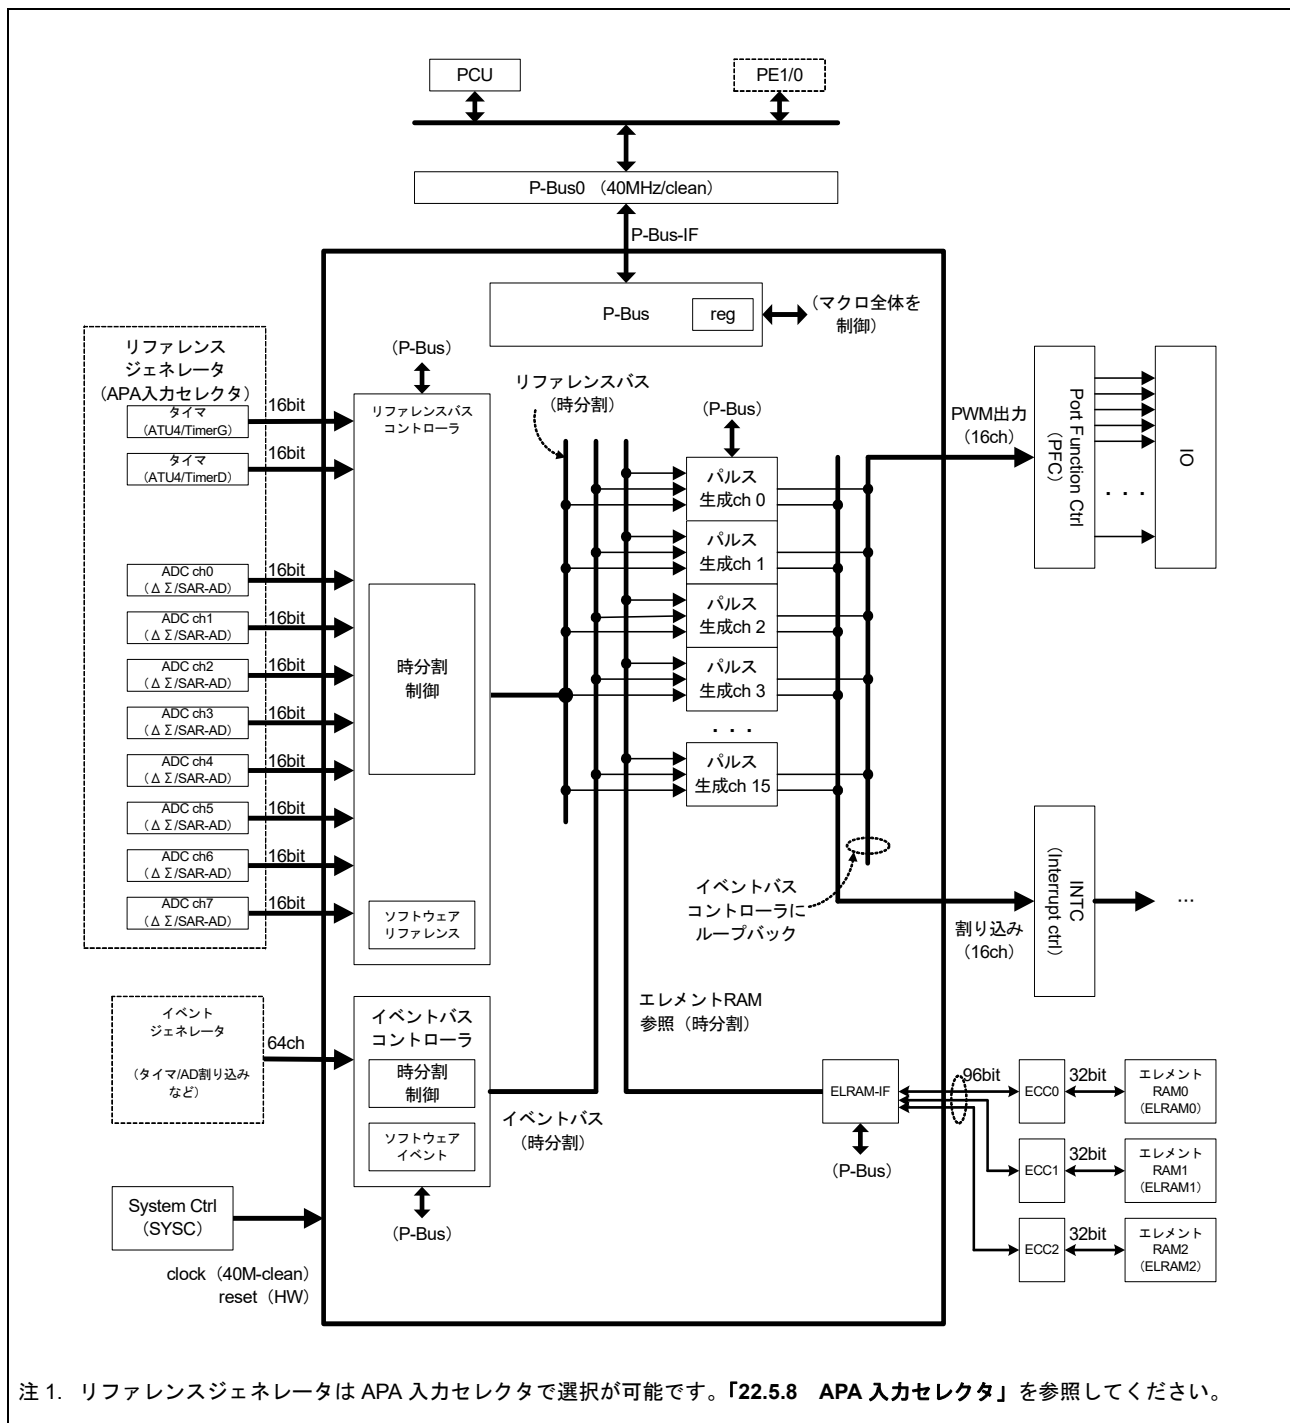 PCU
PE1/0
P-Bus0 （40MHz/clean）
P-Bus-IF
P-Bus
reg
（マクロ全体を
制御）
リファレンス
ジェネレータ
（APA入力セレクタ）
タイマ
（ATU4/TimerG）
16bit
タイマ
（ATU4/TimerD）
16bit
ADC ch0
（ΔΣ/SAR-AD）
16bit
ADC ch1
（ΔΣ/SAR-AD）
16bit
ADC ch2
（ΔΣ/SAR-AD）
16bit
ADC ch3
（ΔΣ/SAR-AD）
16bit
ADC ch4
（ΔΣ/SAR-AD）
16bit
ADC ch5
（ΔΣ/SAR-AD）
16bit
ADC ch6
（ΔΣ/SAR-AD）
16bit
ADC ch7
（ΔΣ/SAR-AD）
16bit
（P-Bus）
リファレンスバス
コントローラ
時分割
制御
ソフトウェア
リファレンス
リファレンスバス
（時分割）
（P-Bus）
パルス
生成ch 0
パルス
生成ch 1
パルス
生成ch 2
パルス
生成ch 3
・・・
パルス
生成ch 15
PWM出力
（16ch）
Port Function Ctrl
（PFC）
・・・
IO
イベントバス
コントローラに
ループバック
割り込み
（16ch）
INTC
（Interrupt ctrl）
…
イベント
ジェネレータ
（タイマ/AD割り込み
など）
64ch
イベントバス
コントローラ
時分割
制御
ソフトウェア
イベント
（P-Bus）
イベントバス
（時分割）
エレメントRAM
参照（時分割）
ELRAM-IF
（P-Bus）
96bit
ECC0
32bit
エレメント
RAM0
（ELRAM0）
ECC1
32bit
エレメント
RAM1
（ELRAM1）
ECC2
32bit
エレメント
RAM2
（ELRAM2）
System Ctrl
（SYSC）
clock（40M-clean）
reset（HW）
注 1. リファレンスジェネレータは APA 入力セレクタで選択が可能です。「22.5.8 APA 入力セレクタ」を参照してください。